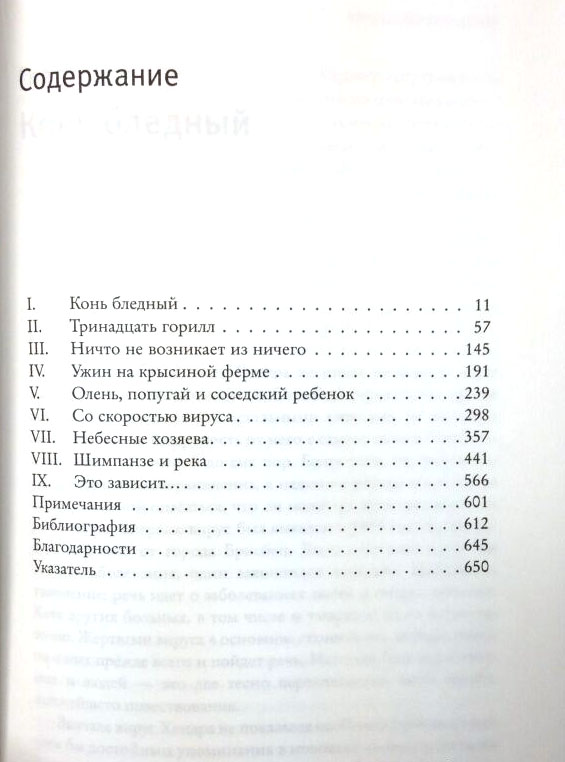 Содержание
I. Конь бледный . . . . . . . . . . . . . . . . . . . . . . 11
II. Тринадцать горилл . . . . . . . . . . . . . . . . . . . 57
III. Ничто не возникает из ничего . . . . . . . . . . . . 145
IV. Ужин на крысиной ферме . . . . . . . . . . . . . . . 191
V. Олень, попугай и соседский ребенок . . . . . . . . 239
VI. Со скоростью вируса . . . . . . . . . . . . . . . . . . 298
VII. Небесные хозяева . . . . . . . . . . . . . . . . . . . 357
VIII. Шимпанзе и река . . . . . . . . . . . . . . . . . . . 441
IX. Это зависит... . . . . . . . . . . . . . . . . . . . . . . 566
Примечания . . . . . . . . . . . . . . . . . . . . . . . . . . 601
Библиография . . . . . . . . . . . . . . . . . . . . . . . . . 612
Благодарности . . . . . . . . . . . . . . . . . . . . . . . . . 645
Указатель . . . . . . . . . . . . . . . . . . . . . . . . . . . . 650